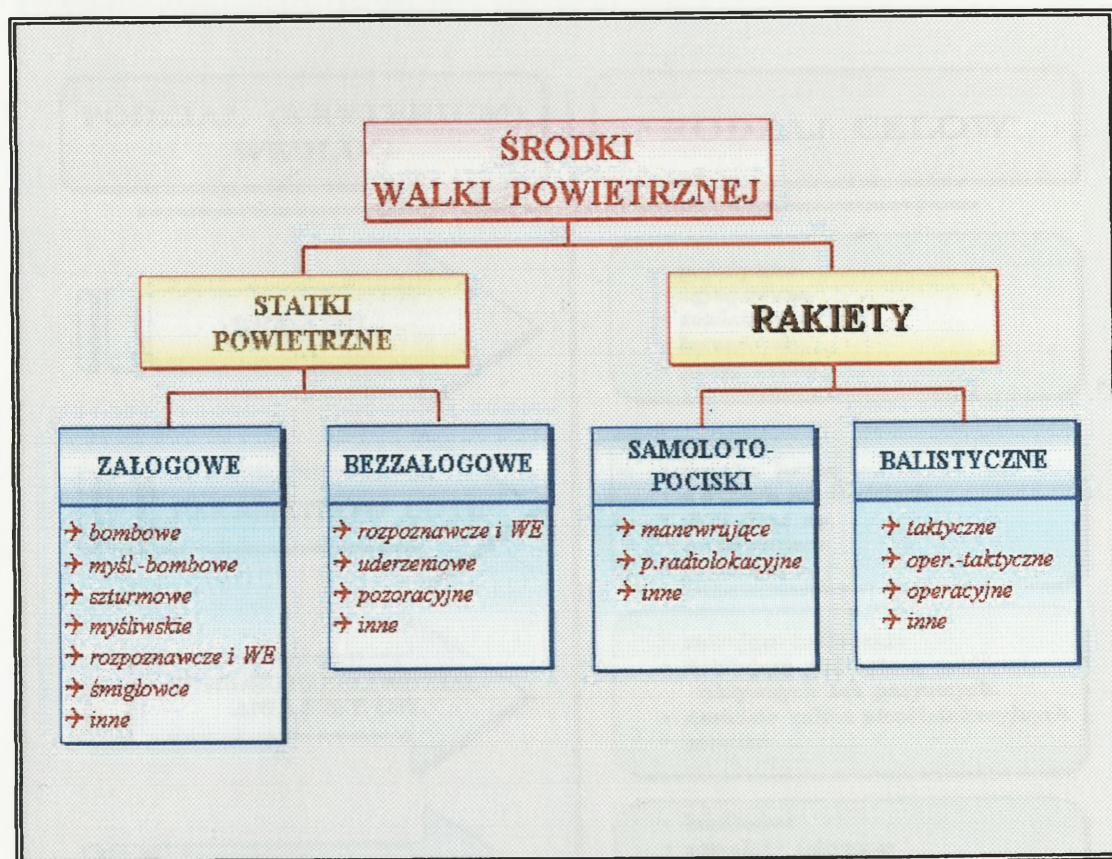 ŚRODKI
WALKI POWIETRZNEJ
STATKI
POWIETRZNE
RAKIETY
ZAŁOGOWE
bombowe
myśl.-bombowe
szturmowe
myśliwskie
rozpoznawcze i WE
śmigłowce
inne
BEZZAŁOGOWE
rozpoznawcze i WE
uderzeniowe
pozoracyjne
inne
SAMOLOTO-
POCISKI
manewrujące
p.radiolokacyjne
inne
BALISTYCZNE
taktyczne
oper.-taktyczne
operacyjne
inne